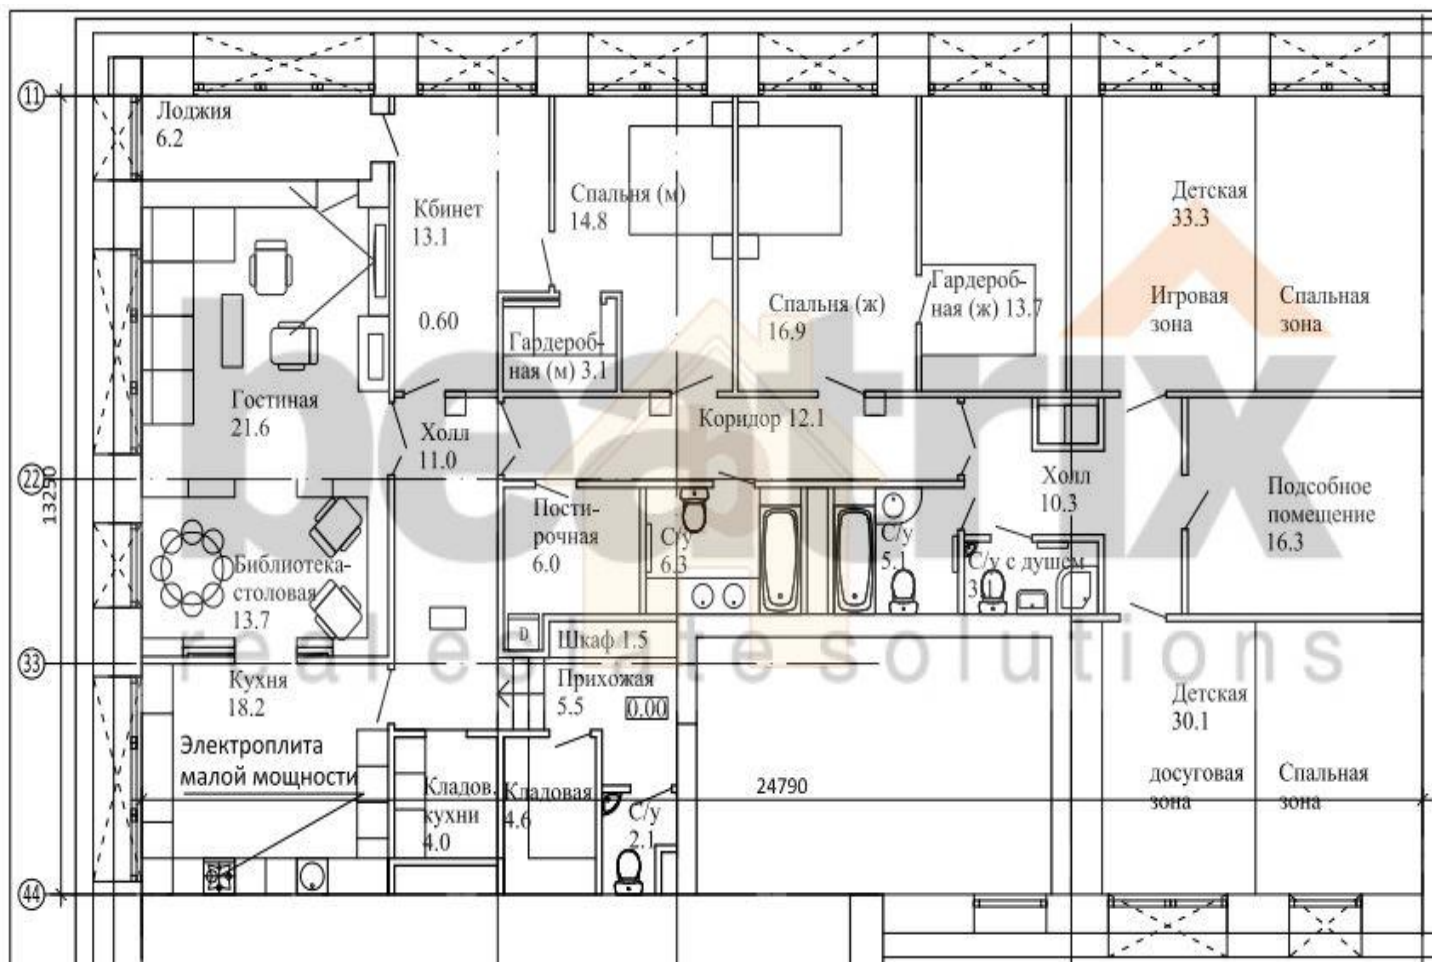 11
Лоджия
6.2
Кбинет
13.1
0.60
Спальня (м)
14.8
Гардероб-
ная (м) 3.1
Спальня (ж)
16.9
Гардероб-
ная (ж) 13.7
Детская
33.3
Игровая
зона
Спальная
зона
beatrix
real estate solutions
Гостиная
21.6
Холл
11.0
Коридор 12.1
Холл
10.3
Подсобное
помещение
16.3
22
13250
Пости-
рочная
6.0
С/у
6.3
С/у
5.1
С/у с душем
3.1
Библиотека-
столовая
13.7
D
Шкаф 1.5
33
Кухня
18.2
Прихожая
5.5
0.00
Электроплита
малой мощности
Кладов.
кухни
4.0
Кладовая
4.6
С/у
2.1
24790
Детская
30.1
досуговая
зона
Спальная
зона
44